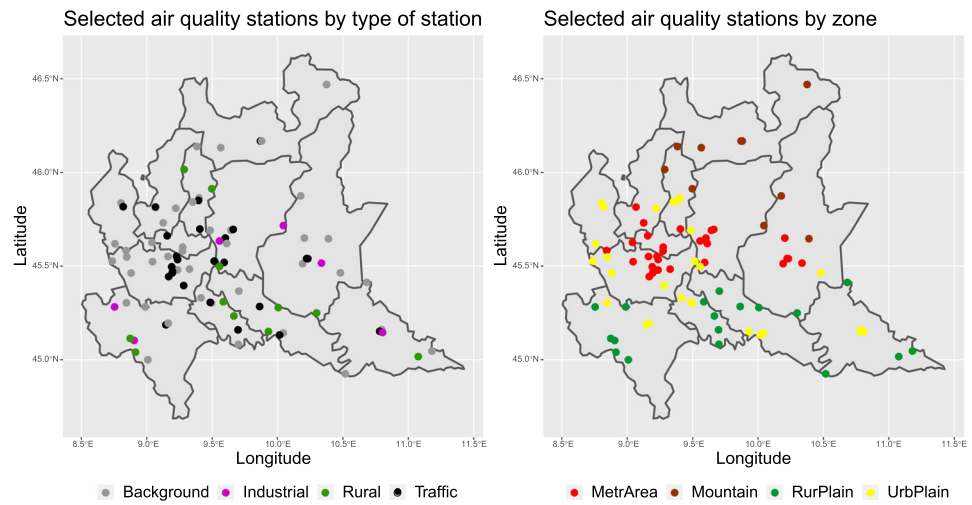 Selected air quality stations by type of station
Selected air quality stations by zone
Latitude
46.5°N
46.0°N
45.5°N
45.0°N
8.5°E 9.0°E 9.5°E 10.0°E 10.5°E 11.0°E 11.5°E
Longitude
Background Industrial Rural Traffic
Latitude
46.5°N
46.0°N
45.5°N
45.0°N
8.5°E 9.0°E 9.5°E 10.0°E 10.5°E 11.0°E 11.5°E
Longitude
MetrArea Mountain RurPlain UrbPlain